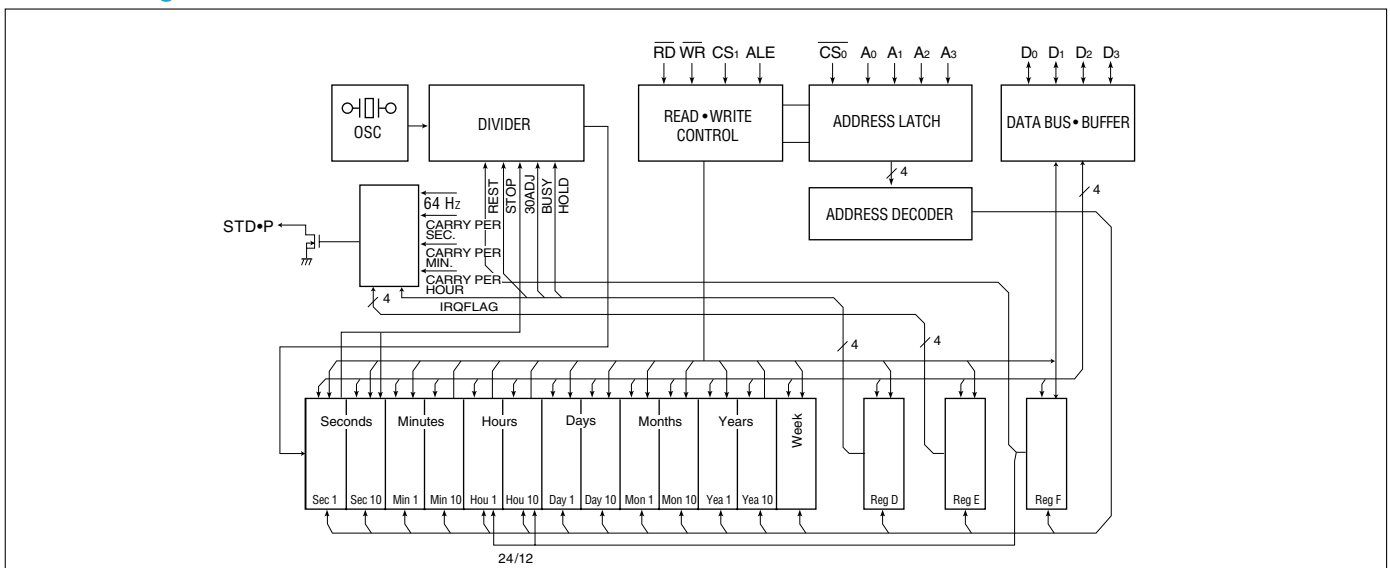 RD WR CS1 ALE
CS0 A0 A1 A2 A3
D0 D1 D2 D3
OSC
DIVIDER
READ•WRITE
CONTROL
ADDRESS LATCH
DATA BUS•BUFFER
4
4
ADDRESS DECODER
REST
STOP
30ADJ
BUSY
HOLD
64 Hz
CARRY PER
SEC.
CARRY PER
MIN.
CARRY PER
HOUR
STD•P
4
IRQFLAG
4
4
Seconds
Minutes
Hours
Days
Months
Years
Week
Sec 1
Sec 10
Min 1
Min 10
Hou 1
Hou 10
Day 1
Day 10
Mon 1
Mon 10
Yea 1
Yea 10
Reg D
Reg E
Reg F
24/12